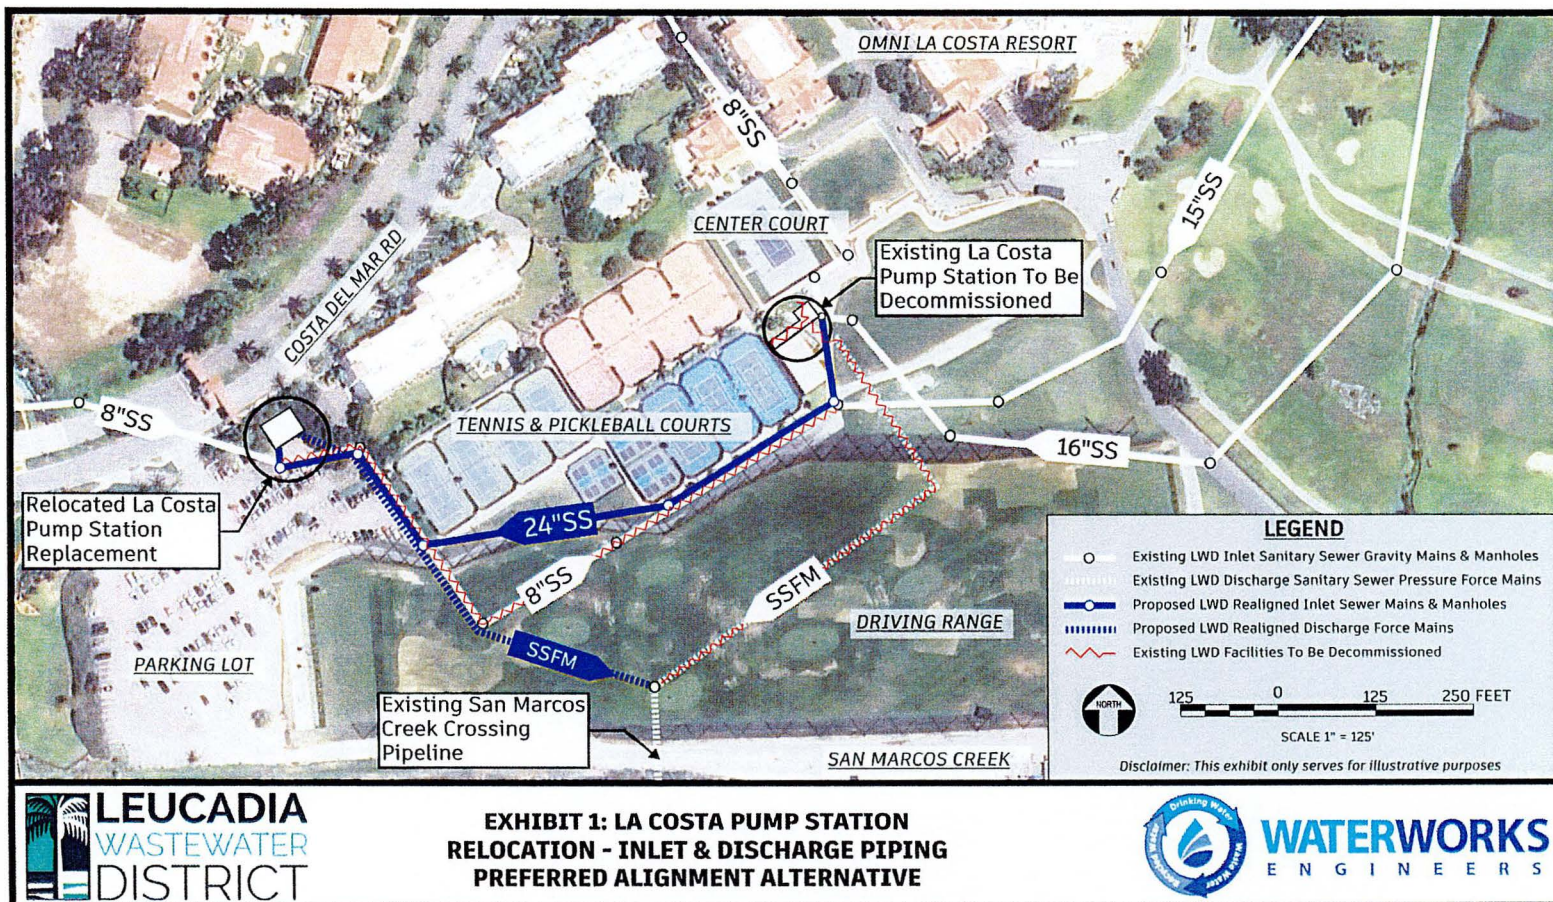 OMNI LA COSTA RESORT
8"SS
15"SS
CENTER COURT
Existing La Costa
Pump Station To Be
Decommissioned
COSTA DEL MAR RD
8"SS
TENNIS & PICKLEBALL COURTS
16"SS
Relocated La Costa
Pump Station
Replacement
24"SS
8"SS
SSFM
DRIVING RANGE
SSFM
PARKING LOT
Existing San Marcos
Creek Crossing
Pipeline
SAN MARCOS CREEK
LEGEND
Existing LWD Inlet Sanitary Sewer Gravity Mains & Manholes
Existing LWD Discharge Sanitary Sewer Pressure Force Mains
Proposed LWD Realigned Inlet Sewer Mains & Manholes
Proposed LWD Realigned Discharge Force Mains
Existing LWD Facilities To Be Decommissioned
NORTH
125 0 125 250 FEET
SCALE 1" = 125'
Disclaimer: This exhibit only serves for illustrative purposes
LEUCADIA
WASTEWATER
DISTRICT
EXHIBIT 1: LA COSTA PUMP STATION
RELOCATION - INLET & DISCHARGE PIPING
PREFERRED ALIGNMENT ALTERNATIVE
Drinking Water
Waste Water
Recycled Water
WATERWORKS
ENGINEERS